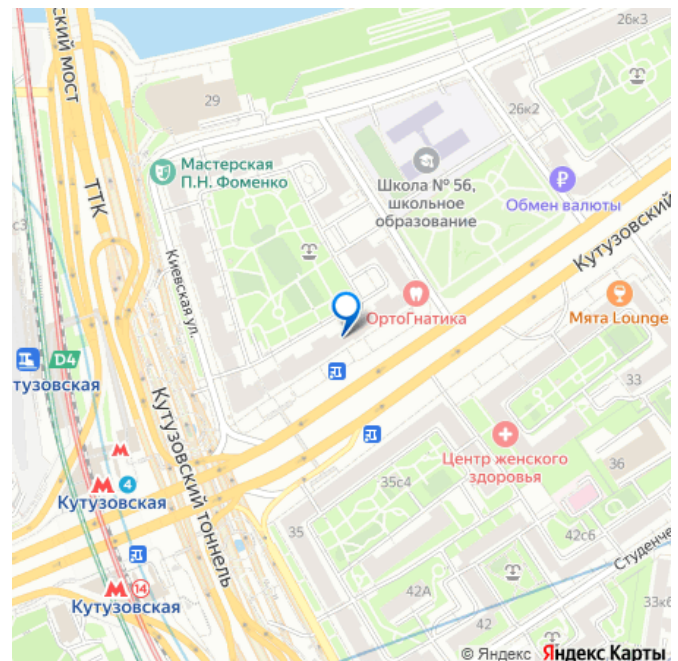 26к3
ский мост
29
26к2
Мастерская
П.Н. Фоменко
ТТК
Школа № 56,
школьное
образование
Обмен валюты
с3
Киевская ул.
Кутузовский
ОртоГнатика
Мята Lounge
D4
тузовская
33
Кутузовский тоннель
Центр женского
здоровья
36
35с4
4
Кутузовская
35
42с6
Студенче
42А
14
Кутузовская
42
33к6
© Яндекс Яндекс Карты